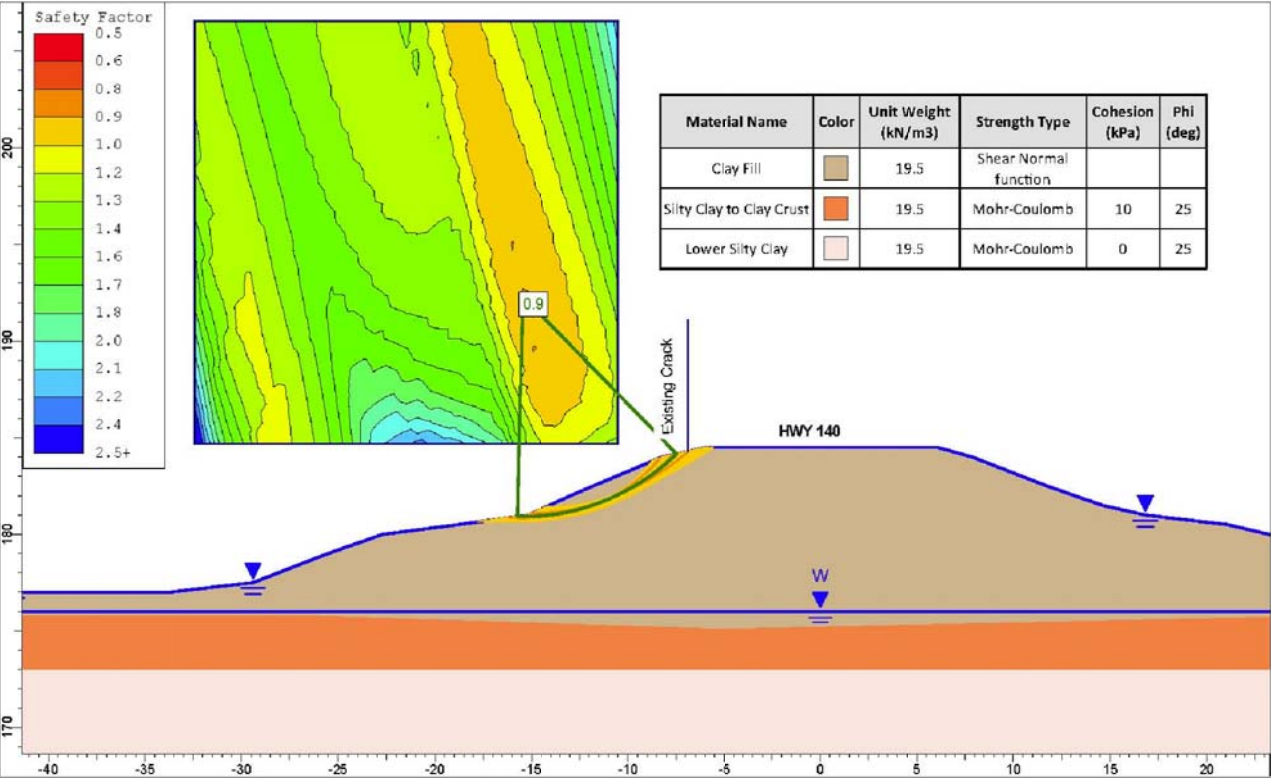 Safety Factor
0.5
0.6
0.8
0.9
1.0
1.2
1.3
1.4
1.6
1.7
1.8
2.0
2.1
2.2
2.4
2.5+
Material Name Color Unit Weight (kN/m3) Strength Type Cohesion (kPa) Phi (deg)
Clay Fill 19.5 Shear Normal function
Silty Clay to Clay Crust 19.5 Mohr-Coulomb 10 25
Lower Silty Clay 19.5 Mohr-Coulomb 0 25
0.9
Existing Crack
HWY 140
W
200
190
180
170
-40 -35 -30 -25 -20 -15 -10 -5 0 5 10 15 20